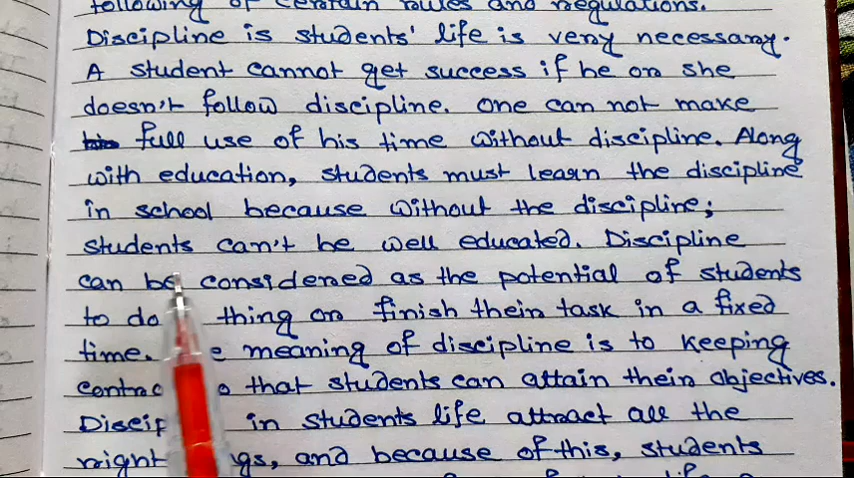 following of certain rules and regulations.
Discipline is students' life is very necessary.
A student cannot get success if he or she
doesn't follow discipline. One can not make
full use of his time without discipline. Along
with education, students must learn the discipline
in school because without the discipline;
students can't be well educated. Discipline
can be considered as the potential of students
to do thing or finish their task in a fixed
time. meaning of discipline is to keeping
that students can attain their objectives.
in students life attract all the
right and because of this, students